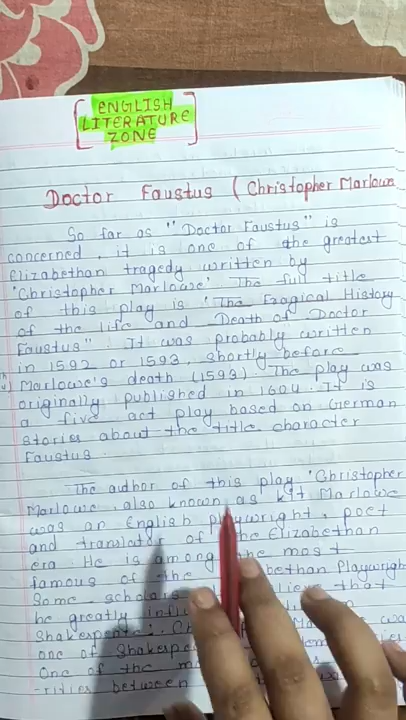 ENGLISH
LITERATURE
ZONE
Doctor Faustus (Christopher Marlowe
So far as "Doctor Faustus" is
concerned, it is one of the greatest
Elizabethan tragedy written by
'Christopher Marlowe' The full title
of this play is 'The Tragical History
of the life and Death of Doctor
Faustus". It was probably written
in 1592 or 1593, shortly before
Marlowe's death (1593). The play was
originally published in 1604. It is
a five act play based on German
stories about the title character
Faustus.
The author of this play 'Christopher
Marlowe, also known as kit Marlowe
was an English playwright, poet
and translator of the Elizabethan
era. He is among the most
famous of the Playwrigh
Some that
be greatly
Shakespeare. wa
one of
One of the
-rities between